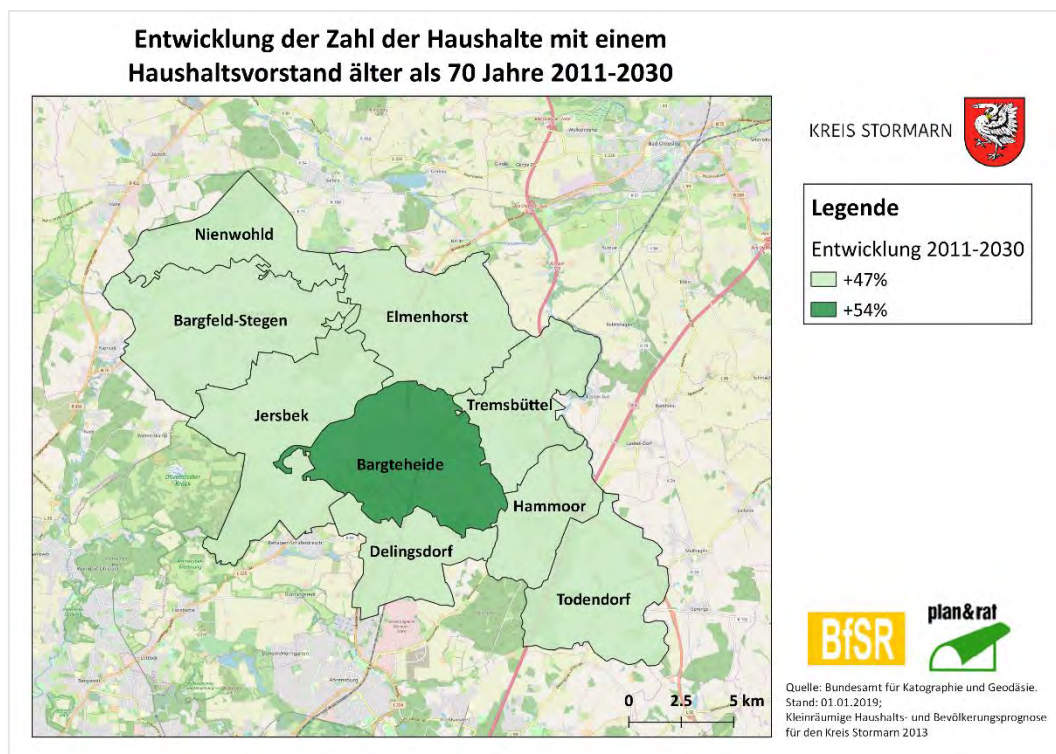 Entwicklung der Zahl der Haushalte mit einem
Haushaltsvorstand älter als 70 Jahre 2011-2030
KREIS STORMARN
Legende
Entwicklung 2011-2030
+47%
+54%
Nienwohld
Bargfeld-Stegen
Elmenhorst
Jersbek
Tremsbüttel
Bargteheide
Hammoor
Delingsdorf
Todendorf
0 2.5 5 km
BfSR
plan&rat
Quelle: Bundesamt für Katographie und Geodäsie.
Stand: 01.01.2019;
Kleinräumige Haushalts- und Bevölkerungsprognose
für den Kreis Stormarn 2013